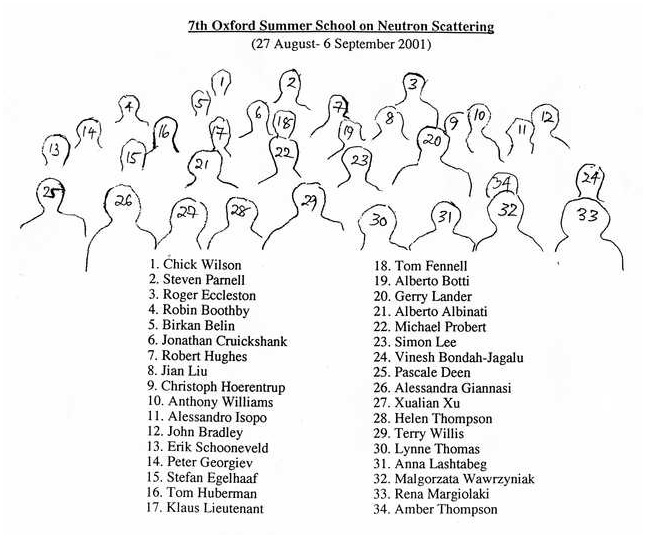 7th Oxford Summer School on Neutron Scattering
(27 August- 6 September 2001)
1
2
3
4
5
6
7
8
9
10
11
12
13
14
15
16
17
18
19
20
21
22
23
24
25
26
27
28
29
30
31
32
33
34
1. Chick Wilson
2. Steven Parnell
3. Roger Eccleston
4. Robin Boothby
5. Birkan Belin
6. Jonathan Cruickshank
7. Robert Hughes
8. Jian Liu
9. Christoph Hoerentrup
10. Anthony Williams
11. Alessandro Isopo
12. John Bradley
13. Erik Schooneveld
14. Peter Georgiev
15. Stefan Egelhaaf
16. Tom Huberman
17. Klaus Lieutenant
18. Tom Fennell
19. Alberto Botti
20. Gerry Lander
21. Alberto Albinati
22. Michael Probert
23. Simon Lee
24. Vinesh Bondah-Jagalu
25. Pascale Deen
26. Alessandra Giannasi
27. Xualian Xu
28. Helen Thompson
29. Terry Willis
30. Lynne Thomas
31. Anna Lashtabeg
32. Malgorzata Wawrzyniak
33. Rena Margiolaki
34. Amber Thompson